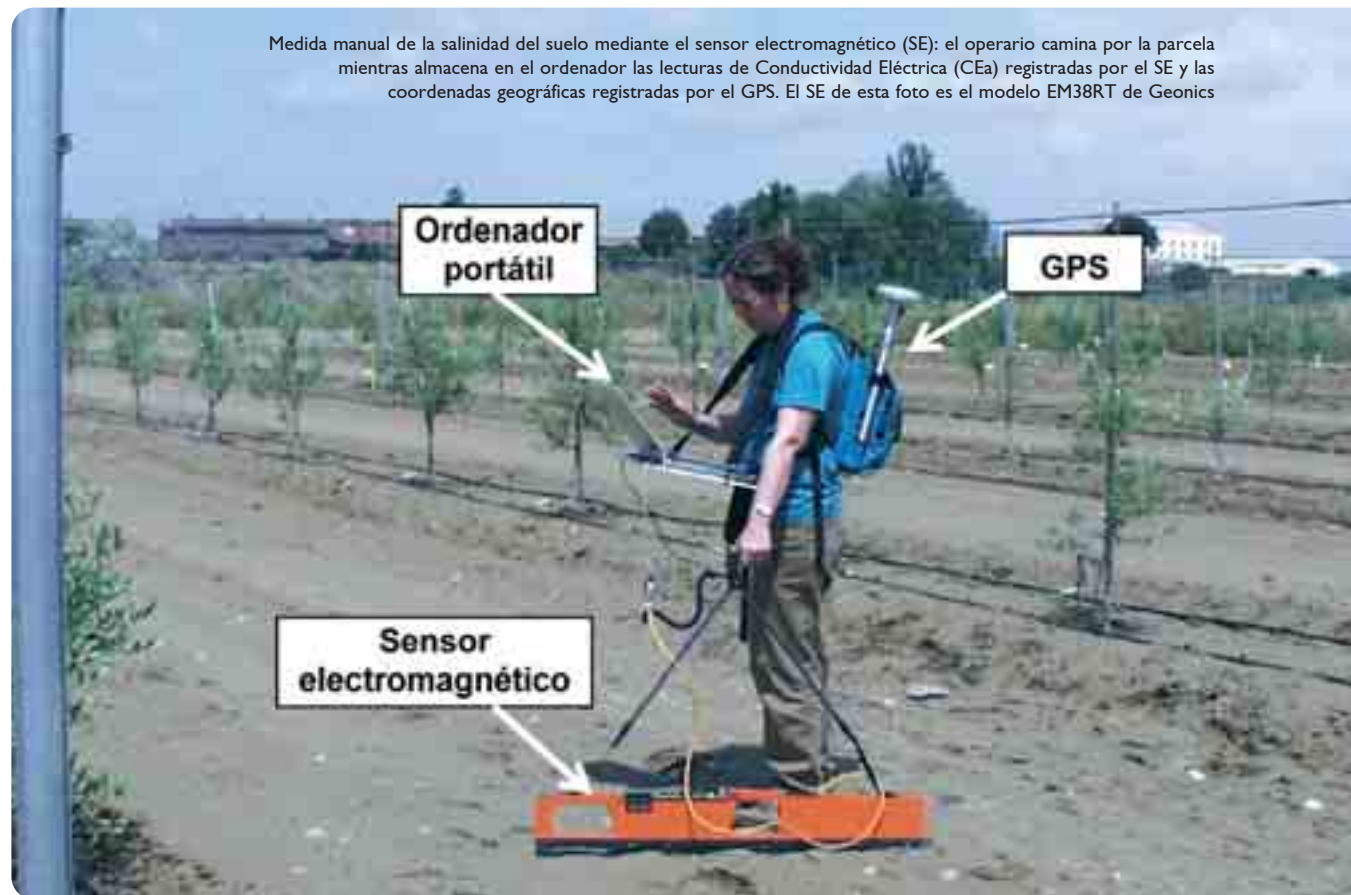 Medida manual de la salinidad del suelo mediante el sensor electromagnético (SE): el operario camina por la parcela
mientras almacena en el ordenador las lecturas de Conductividad Eléctrica (CEa) registradas por el SE y las
coordenadas geográficas registradas por el GPS. El SE de esta foto es el modelo EM38RT de Geonics
Ordenador
portátil
GPS
Sensor
electromagnético